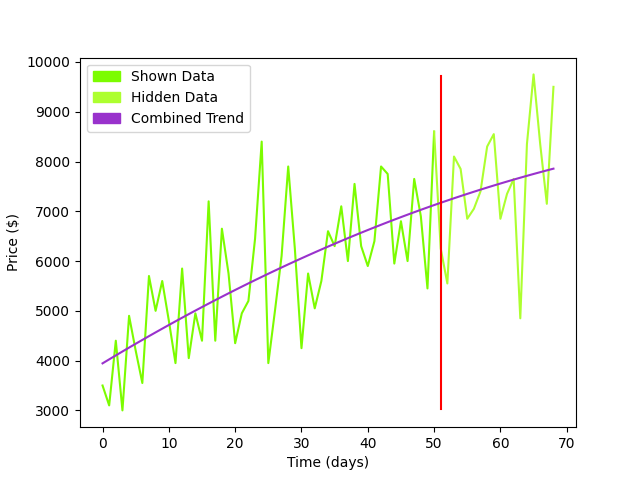 10000
9000
8000
7000
6000
5000
4000
3000
Price ($)
Shown Data
Hidden Data
Combined Trend
0 10 20 30 40 50 60 70
Time (days)